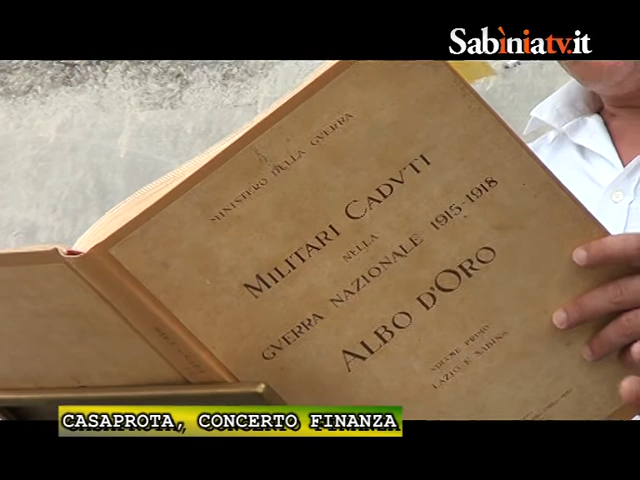 Sabìniatv.it
MINISTERO DELLA GVERRA
MILITARI CADVTI
NELLA
GVERRA NAZIONALE 1915-1918
ALBO D'ORO
VOLUME PRIMO
LAZIO E SABINA
CASAPROTA, CONCERTO FINANZA